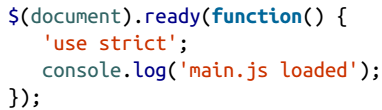 $(document).ready(function() {
   'use strict';
   console.log('main.js loaded');
});